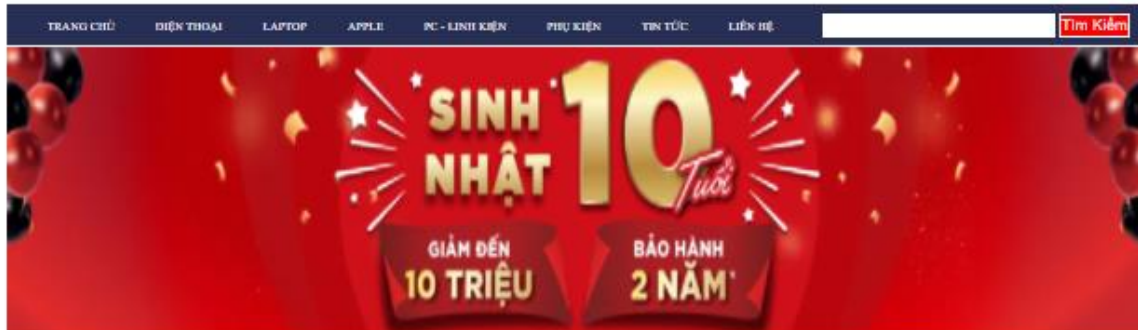 TRANG CHỦ ĐIỆN THOẠI LAPTOP APPLE PC - LINH KIỆN PHỤ KIỆN TIN TỨC LIÊN HỆ Tìm Kiếm
SINH NHẬT 10 Tuổi
GIẢM ĐẾN
10 TRIỆU
BẢO HÀNH
2 NĂM*